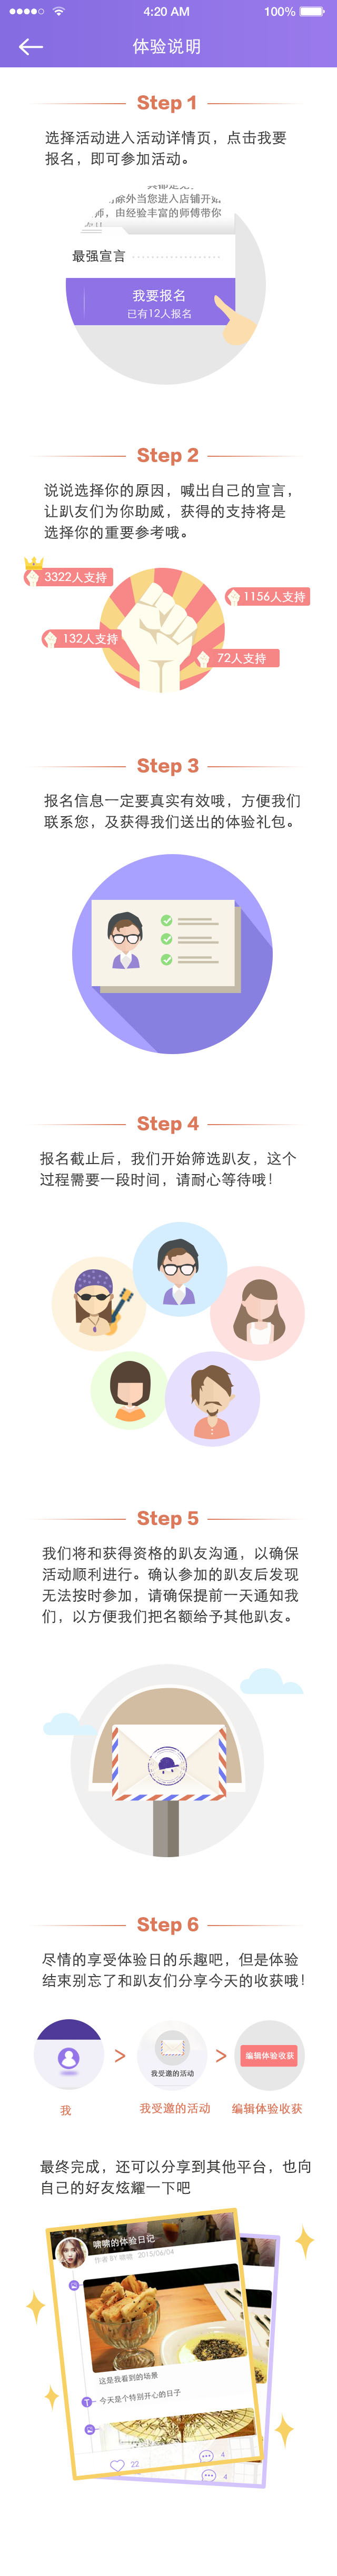 4:20 AM
100%
体验说明
Step 1
选择活动进入活动详情页，点击我要
报名，即可参加活动。
除外当您进入店铺开始
师，由经验丰富的师傅带你
最强宣言
我要报名
已有12人报名
Step 2
说说选择你的原因，喊出自己的宣言，
让趴友们为你助威，获得的支持将是
选择你的重要参考哦。
3322人支持
1156人支持
132人支持
72人支持
Step 3
报名信息一定要真实有效哦，方便我们
联系您，及获得我们送出的体验礼包。
Step 4
报名截止后，我们开始筛选趴友，这个
过程需要一段时间，请耐心等待哦！
Step 5
我们将和获得资格的趴友沟通，以确保
活动顺利进行。确认参加的趴友后发现
无法按时参加，请确保提前一天通知我
们，以方便我们把名额给予其他趴友。
Step 6
尽情的享受体验日的乐趣吧，但是体验
结束别忘了和趴友们分享今天的收获哦！
>
我受邀的活动
>
编辑体验收获
我
我受邀的活动
编辑体验收获
最终完成，还可以分享到其他平台，也向
自己的好友炫耀一下吧
嘀嘀的体验日记
作者 BY 嘀嘀 2015/06/04
这是我看到的场景
T
今天是个特别开心的日子
22
4
4